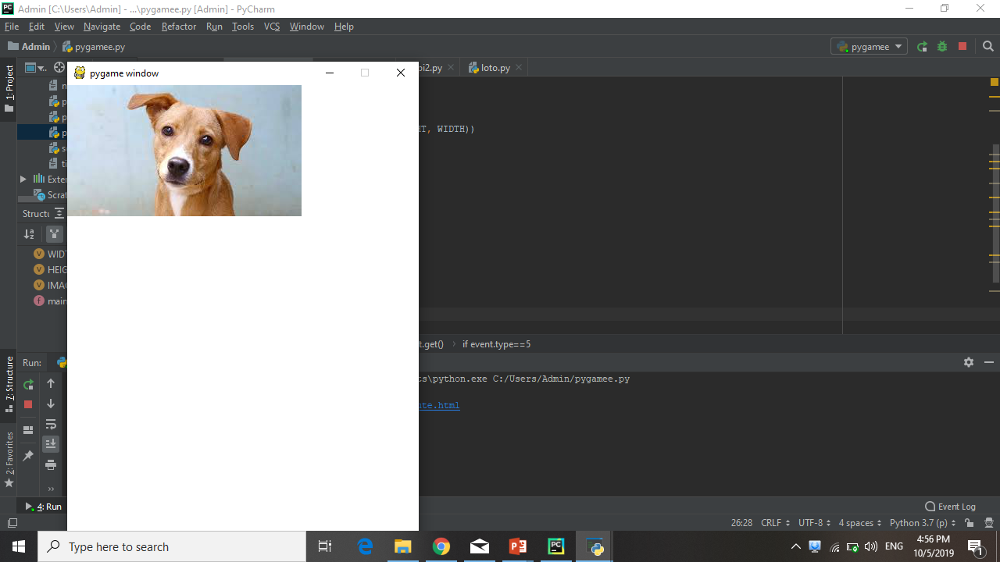 PC Admin [C:\Users\Admin] - ...\pygamee.py [Admin] - PyCharm
File Edit View Navigate Code Refactor Run Tools VCS Window Help
Admin pygamee.py
pygamee
pi2.py loto.py
1: Project
pygame window
HT, WIDTH))
Exter
Scrat
Structu
WIDT
HEIG
IMAG
main
t.get() if event.type==5
Run:
ts\python.exe C:/Users/Admin/pygamee.py
ute.html
7: Structure
2: Favorites
4: Run
Event Log
26:28 CRLF UTF-8 4 spaces Python 3.7 (p)
Type here to search
ENG
4:56 PM
10/5/2019
1